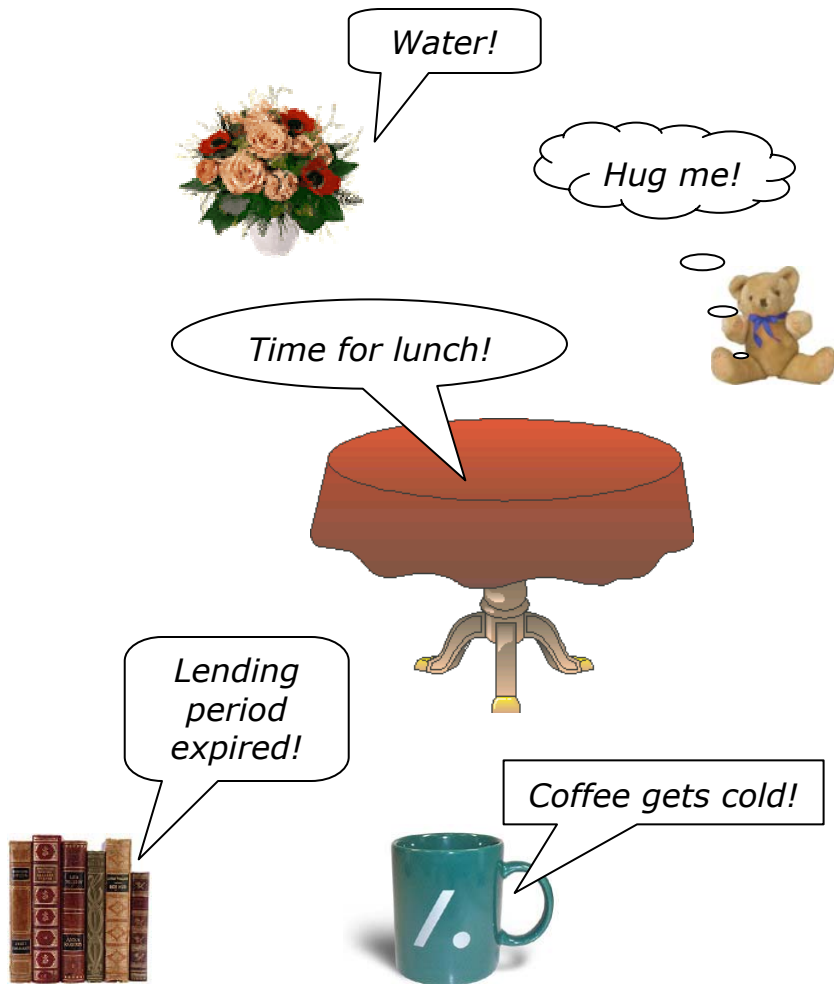 Water!
Hug me!
Time for lunch!
Lending
period
expired!
Coffee gets cold!
/.